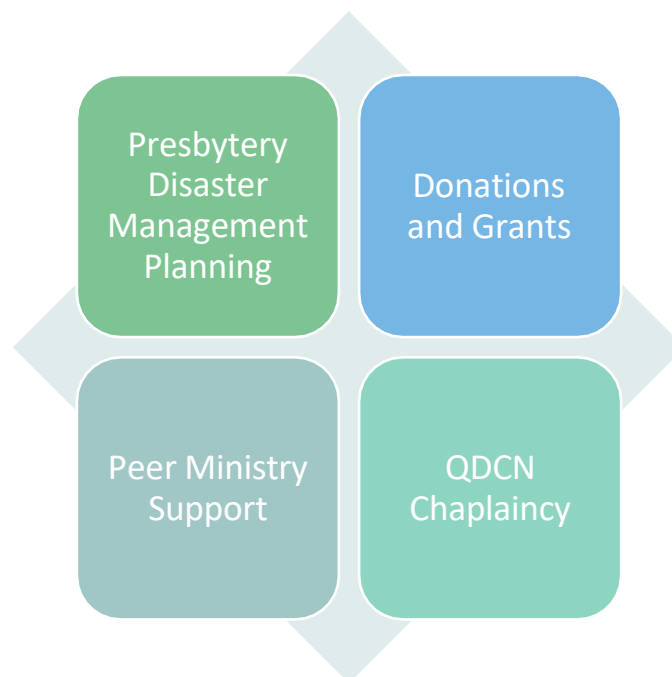 Presbytery
Disaster
Management
Planning
Donations
and Grants
Peer Ministry
Support
QDCN
Chaplaincy